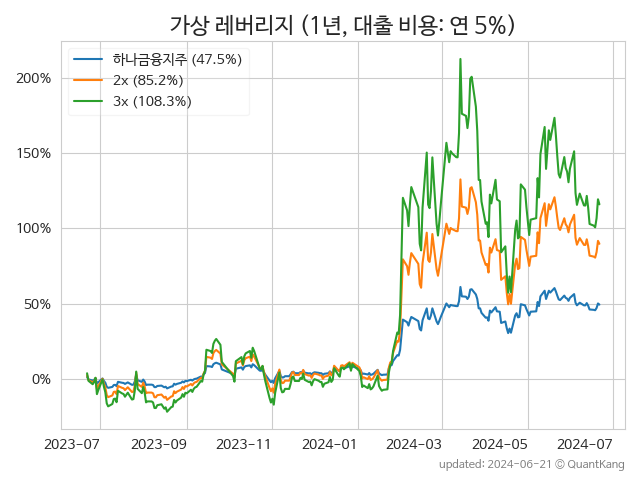 가상 레버리지 (1년, 대출 비용: 연 5%)
하나금융지주 (47.5%)
2x (85.2%)
3x (108.3%)
200%
150%
100%
50%
0%
2023-07 2023-09 2023-11 2024-01 2024-03 2024-05 2024-07
updated: 2024-06-21 © QuantKang